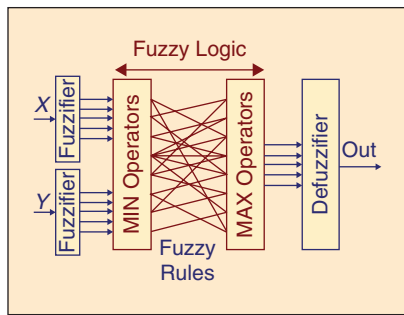 Fuzzy Logic
X
Fuzzifier
Y
Fuzzifier
MIN Operators
MAX Operators
Defuzzifier
Out
Fuzzy
Rules